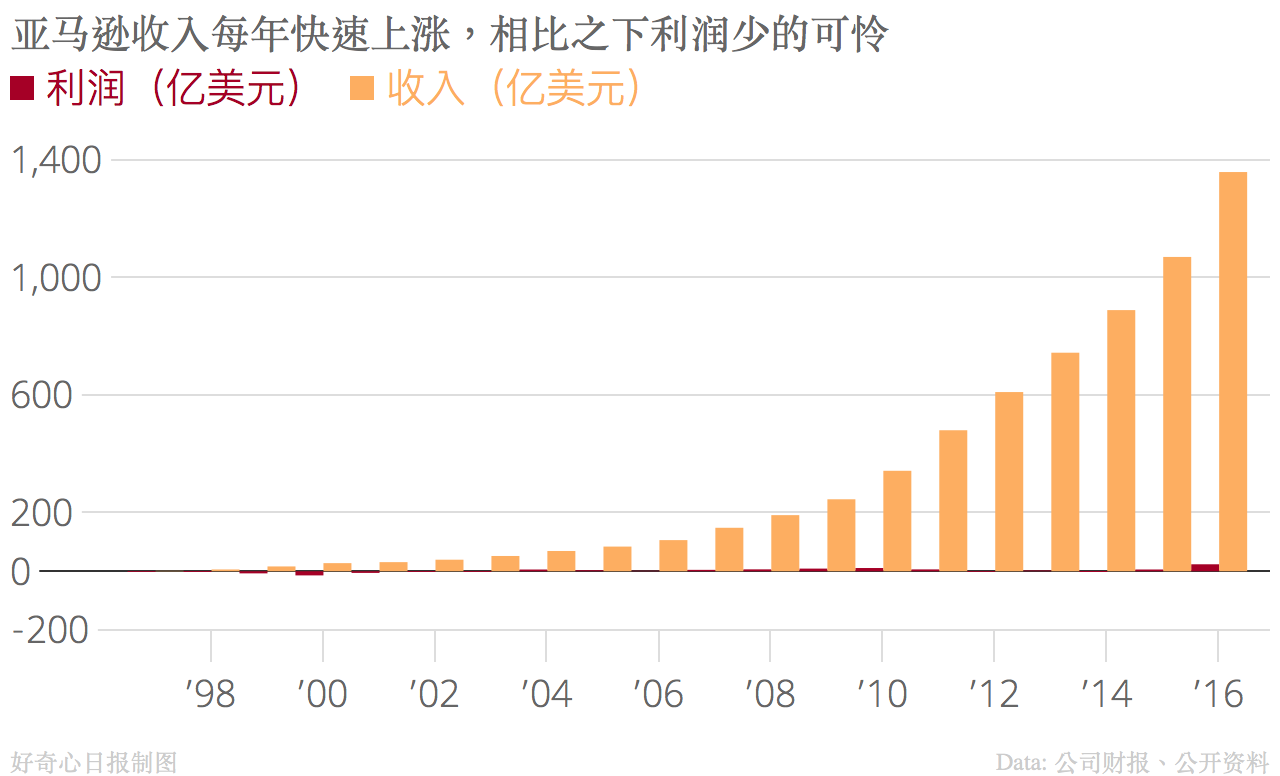 亚马逊收入每年快速上涨，相比之下利润少的可怜
利润（亿美元） 收入（亿美元）
1,400
1,000
600
200
0
-200
’98 ’00 ’02 ’04 ’06 ’08 ’10 ’12 ’14 ’16
好奇心日报制图 Data: 公司财报、公开资料